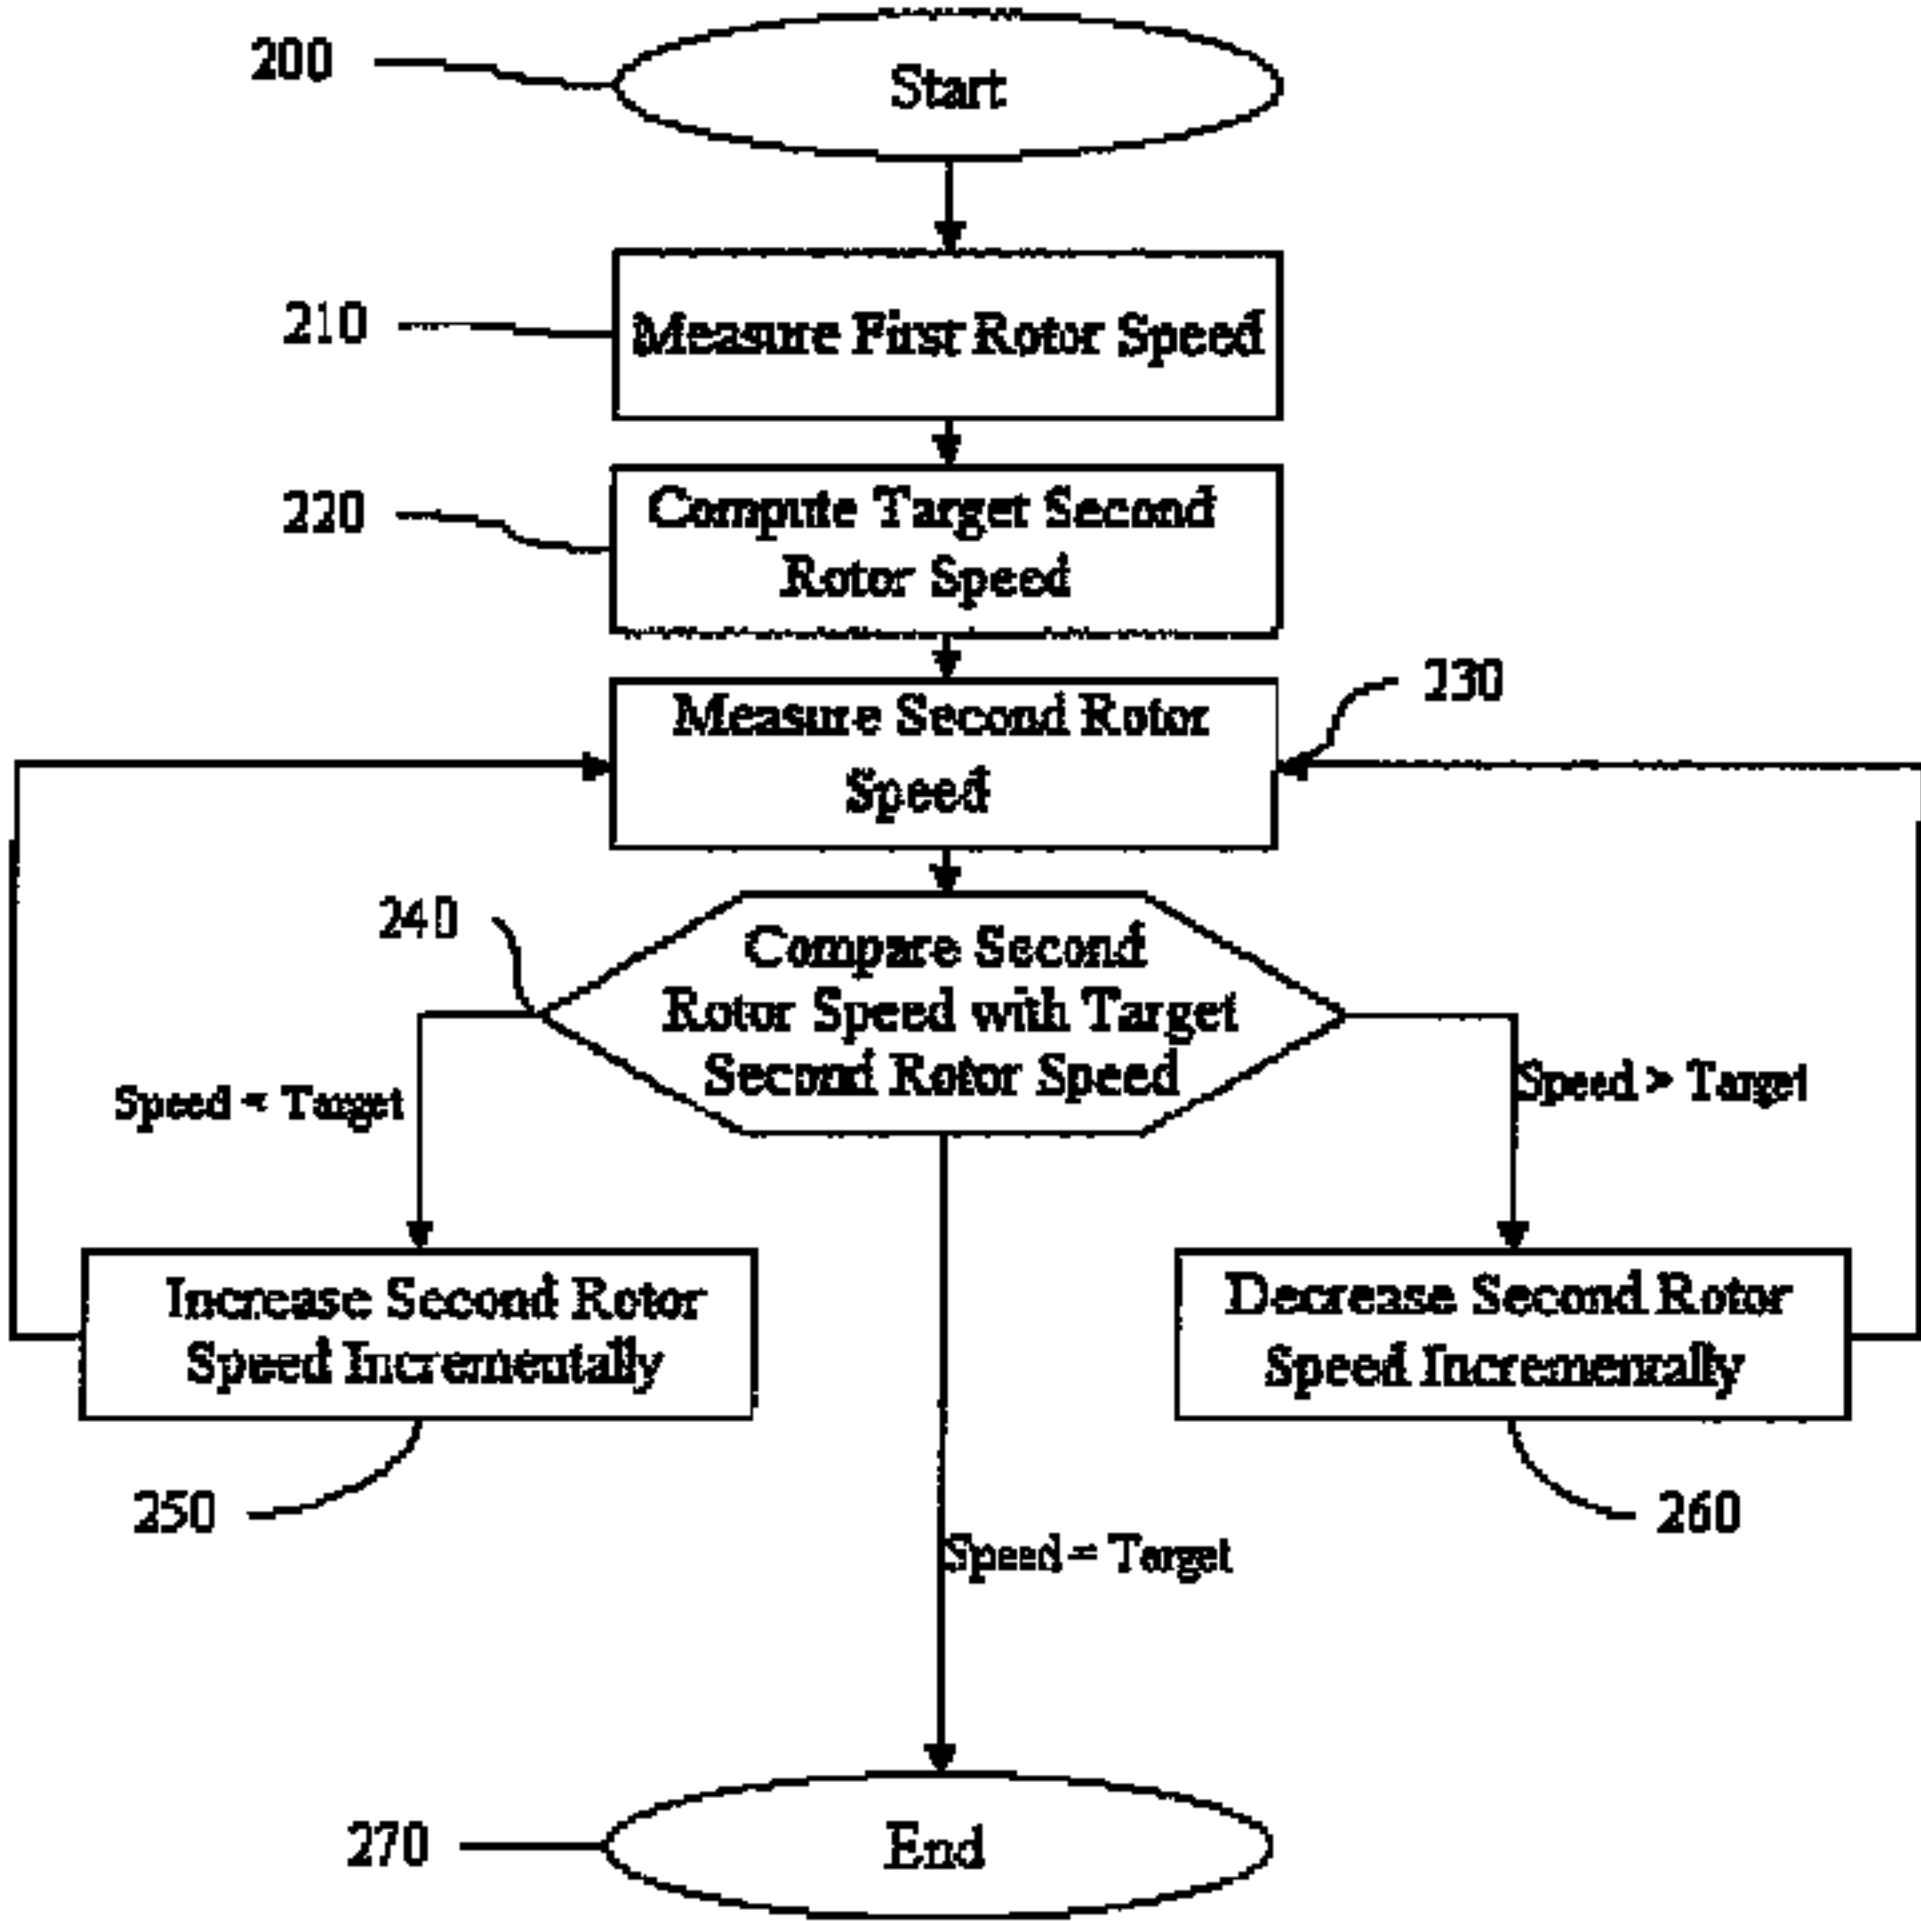 200
Start
210
Measure First Rotor Speed
220
Compute Target Second
Rotor Speed
230
Measure Second Rotor
Speed
240
Compare Second
Rotor Speed with Target
Second Rotor Speed
Speed < Target
Speed > Target
Increase Second Rotor
Speed Incrementally
Decrease Second Rotor
Speed Incrementally
250
260
Speed = Target
270
End